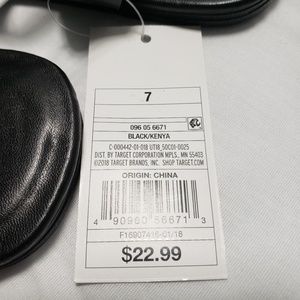 7
096 05 6671
BLACK/KENYA
C-000442-01-018 UT18_SOC01-0025
DIST. BY TARGET CORPORATION MPLS., MN 55403
©2018 TARGET BRANDS, INC. SHOP TARGET.COM
ORIGIN: CHINA
4 90960 56671 3
F16907416-01/18
$22.99